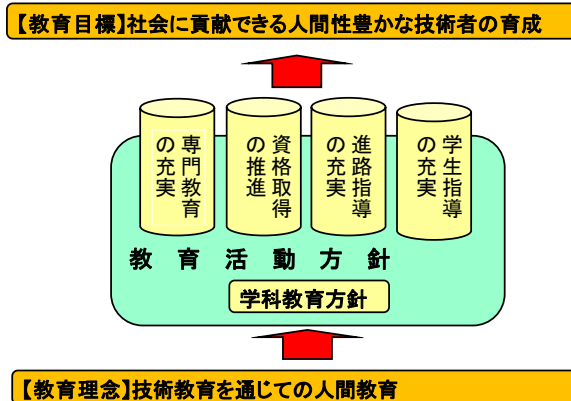 【教育目標】社会に貢献できる人間性豊かな技術者の育成
専門教育
の充実
資格取得
の推進
進路指導
の充実
学生指導
の充実
教育活動方針
学科教育方針
【教育理念】技術教育を通じての人間教育